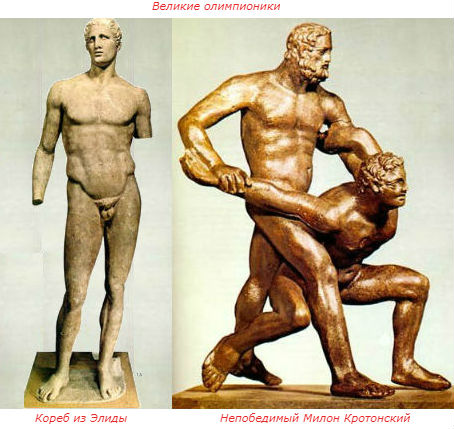 Великие олимпионики
Кореб из Элиды
Непобедимый Милон Кротонский